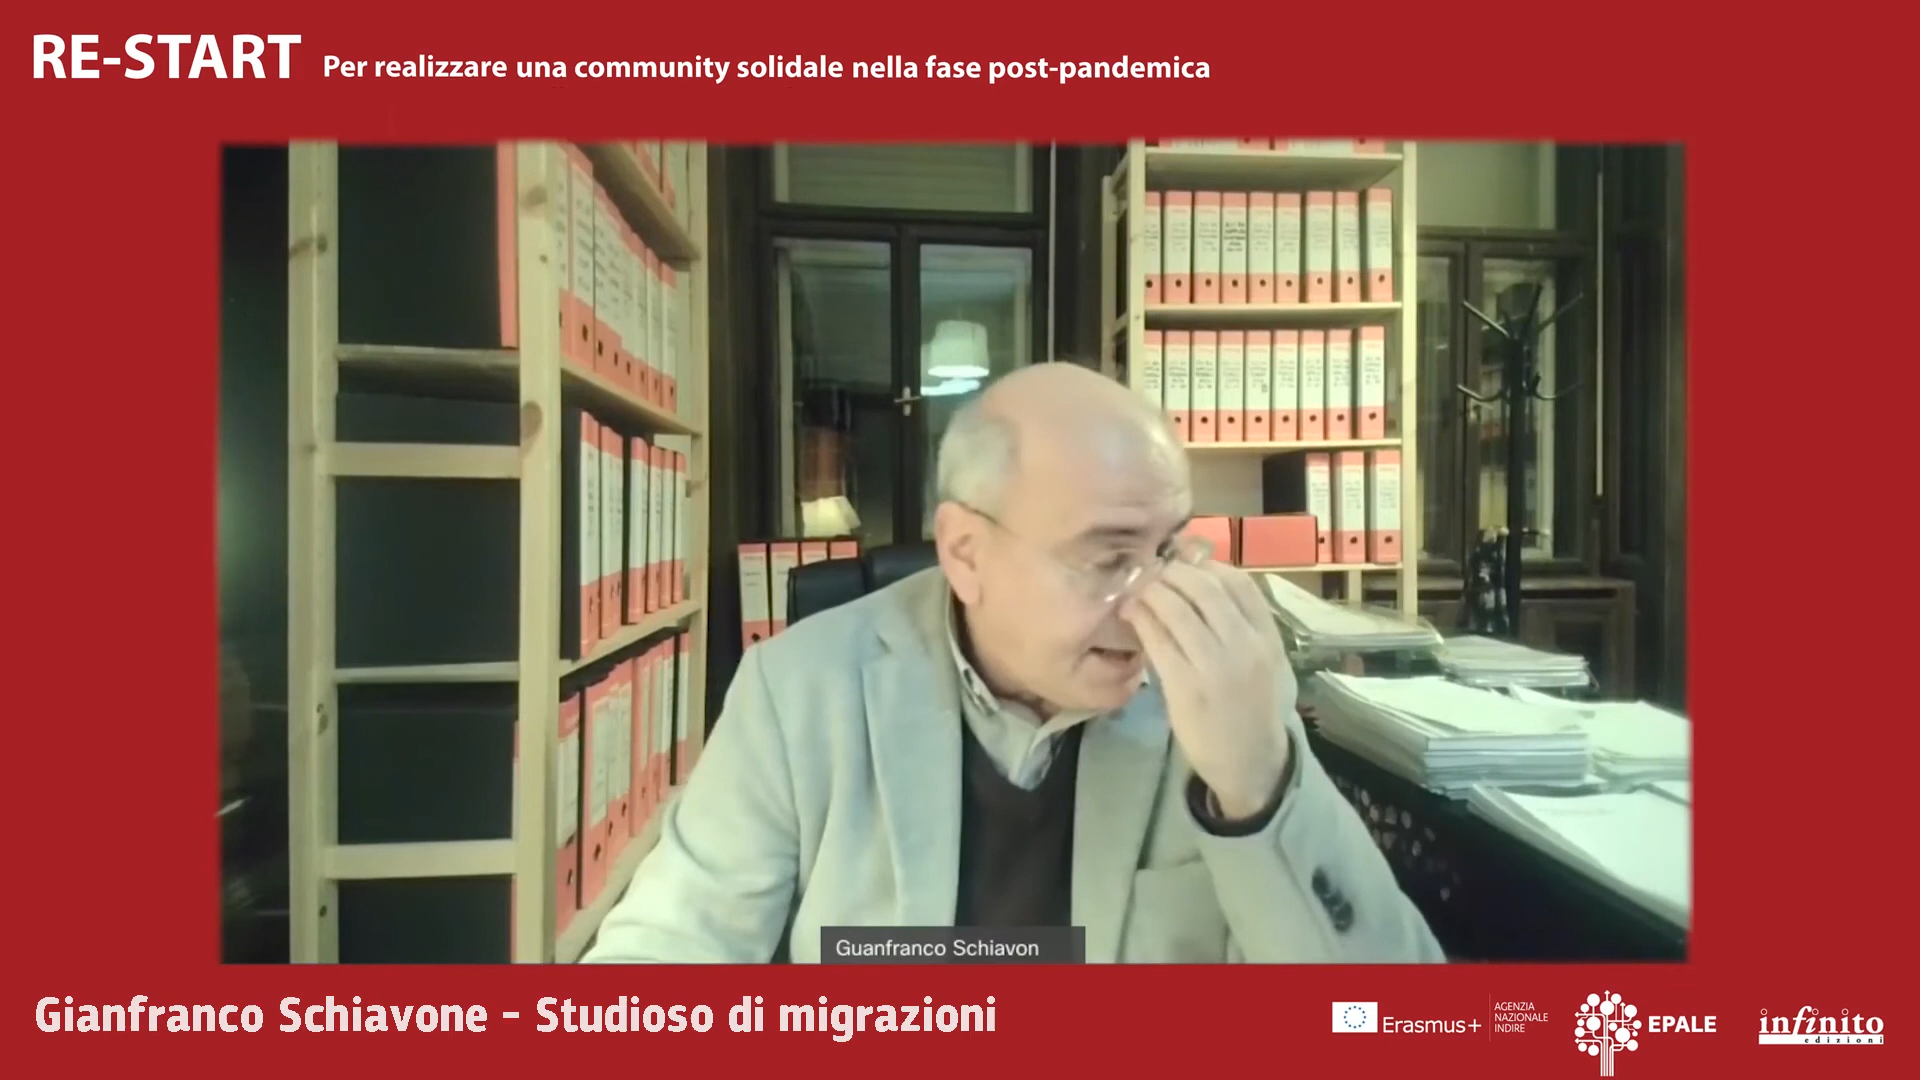 RE-START Per realizzare una community solidale nella fase post-pandemica
Guanfranco Schiavon
Gianfranco Schiavone - Studioso di migrazioni
Erasmus+
AGENZIA
NAZIONALE
INDIRE
EPALE
infinito
edizioni